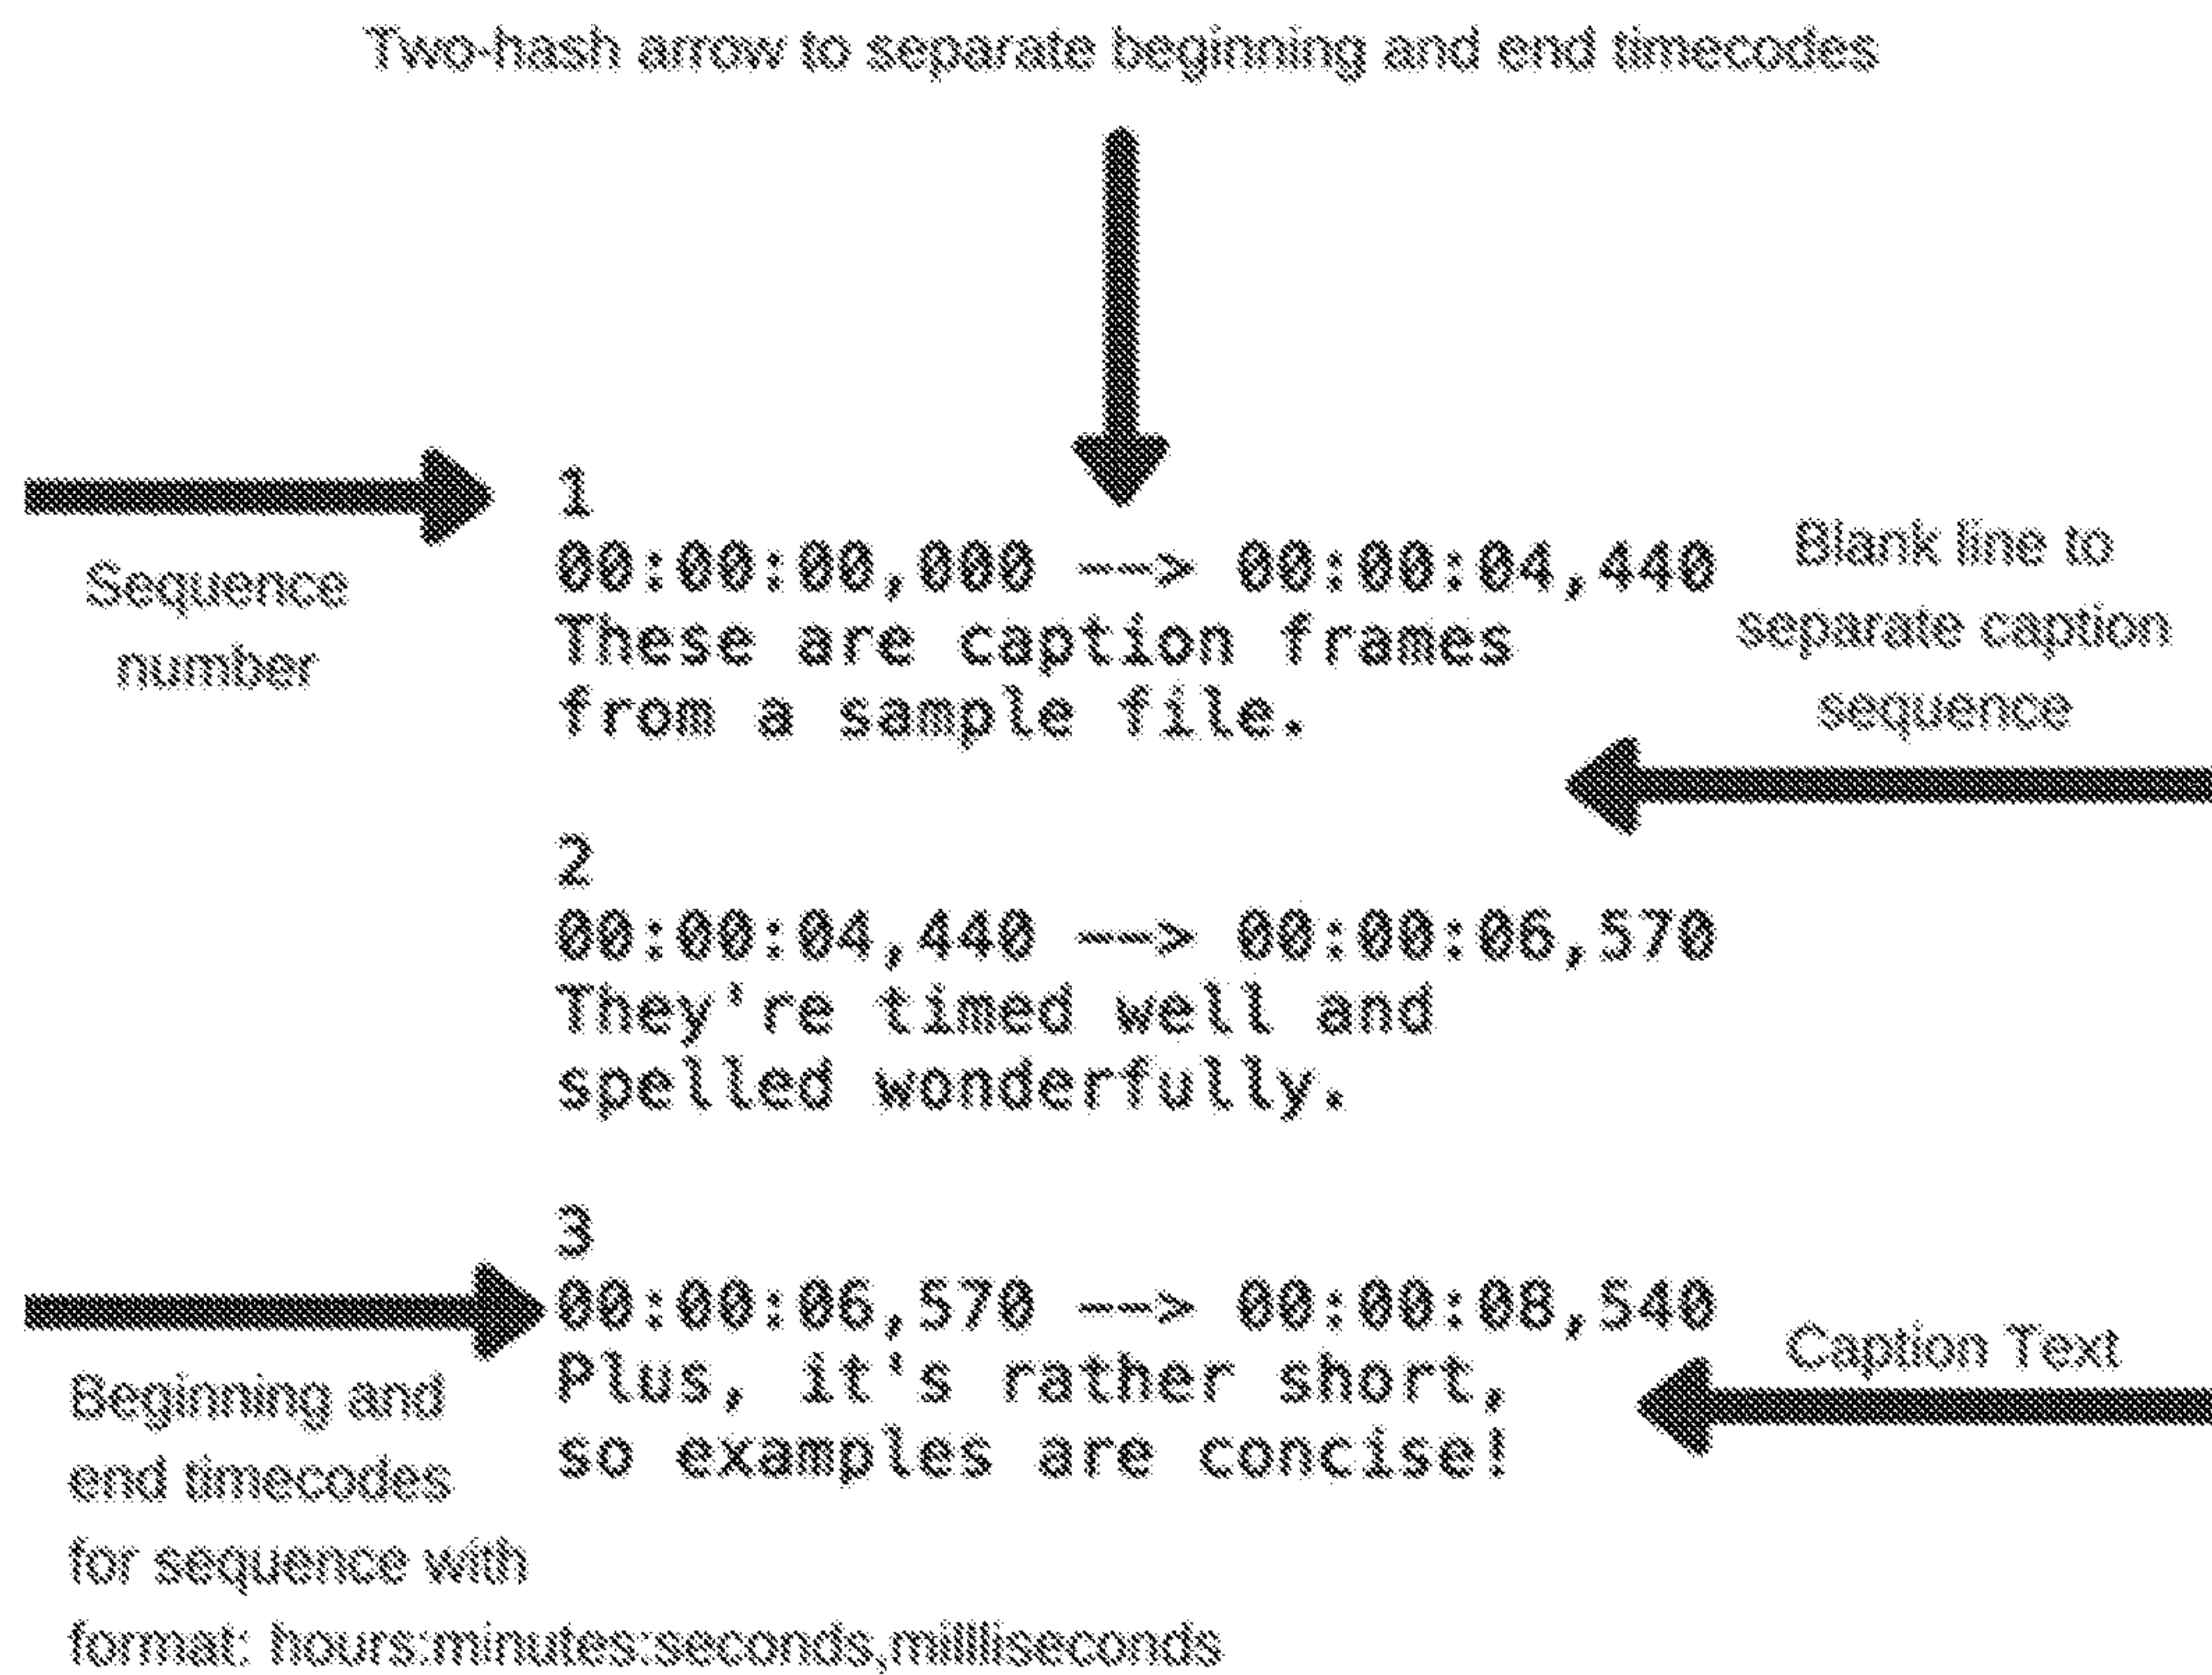 Two-hash arrow to separate beginning and end timecodes
1
00:00:00,000 --> 00:00:04,440
These are caption frames
from a sample file.
Sequence
number
Blank line to
separate caption
sequence
2
00:00:04,440 --> 00:00:06,570
They're timed well and
spelled wonderfully.
3
00:00:06,570 --> 00:00:08,540
Plus, it's rather short,
so examples are concise!
Caption Text
Beginning and
end timecodes
for sequence with
format: hours:minutes:seconds,millliseconds